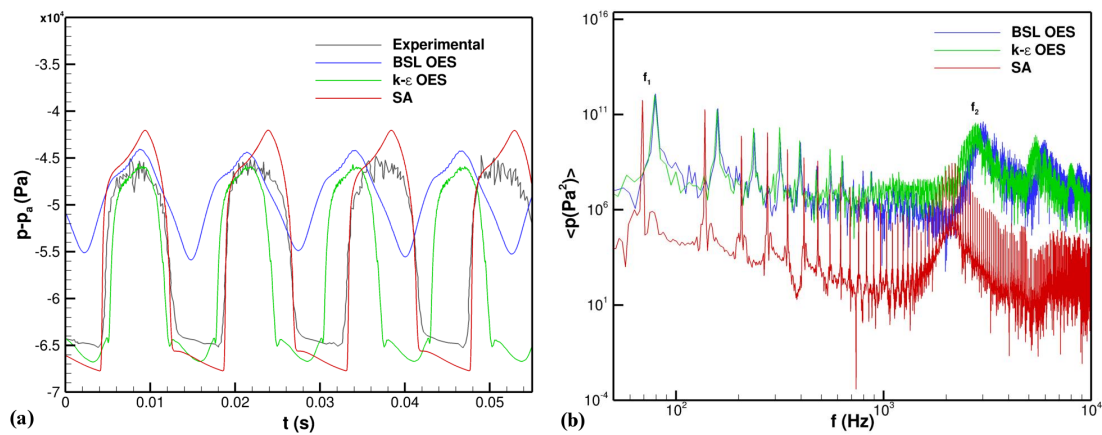 x10⁴
-3
-3.5
-4
-4.5
-5
-5.5
-6
-6.5
-7
p-pₐ (Pa)
Experimental
BSL OES
k-ε OES
SA
0
0.01
0.02
0.03
0.04
0.05
t (s)
(a)
10¹⁶
10¹¹
10⁶
10¹
10⁻⁴
<p(Pa²)>
BSL OES
k-ε OES
SA
f₁
f₂
10²
10³
10⁴
f (Hz)
(b)